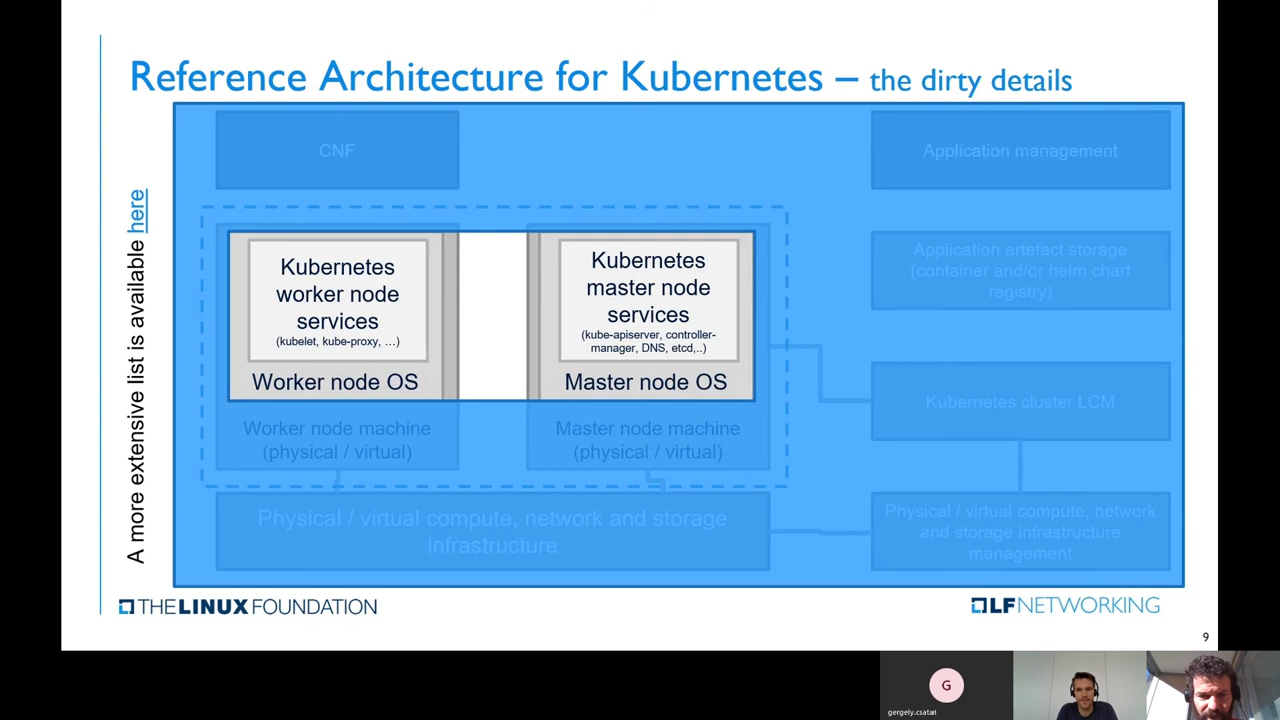 Reference Architecture for Kubernetes – the dirty details
A more extensive list is available here
CNF
Application management
Kubernetes
worker node
services
(kubelet, kube-proxy, …)
Worker node OS
Kubernetes
master node
services
(kube-apiserver, controller-
manager, DNS, etcd,..)
Master node OS
Application artefact storage
(container and/or helm chart
registry)
Kubernetes cluster LCM
Worker node machine
(physical / virtual)
Master node machine
(physical / virtual)
Physical / virtual compute, network and storage
infrastructure
Physical / virtual compute, network
and storage infrastructure
management
THE LINUX FOUNDATION
LF NETWORKING
9
G
gergely.csatari